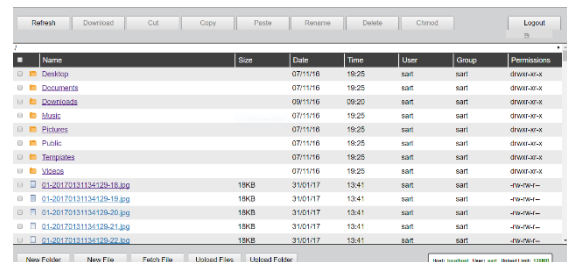 Refresh Download Cut Copy Paste Rename Delete Chmod Logout
/
Name Size Date Time User Group Permissions
Desktop 07/11/16 19:25 sart sart drwxr-xr-x
Documents 07/11/16 19:25 sart sart drwxr-xr-x
Downloads 09/11/16 09:20 sart sart drwxr-xr-x
Music 07/11/16 19:25 sart sart drwxr-xr-x
Pictures 07/11/16 19:25 sart sart drwxr-xr-x
Public 07/11/16 19:25 sart sart drwxr-xr-x
Templates 07/11/16 19:25 sart sart drwxr-xr-x
Videos 07/11/16 19:25 sart sart drwxr-xr-x
01-20170131134129-18.jpg 18KB 31/01/17 13:41 sart sart -rw-rw-r--
01-20170131134129-19.jpg 18KB 31/01/17 13:41 sart sart -rw-rw-r--
01-20170131134129-20.jpg 18KB 31/01/17 13:41 sart sart -rw-rw-r--
01-20170131134129-21.jpg 18KB 31/01/17 13:41 sart sart -rw-rw-r--
01-20170131134129-22.jpg 18KB 31/01/17 13:41 sart sart -rw-rw-r--
New Folder New File Fetch File Upload Files Upload Folder Host: localhost User: sart Upload Limit: